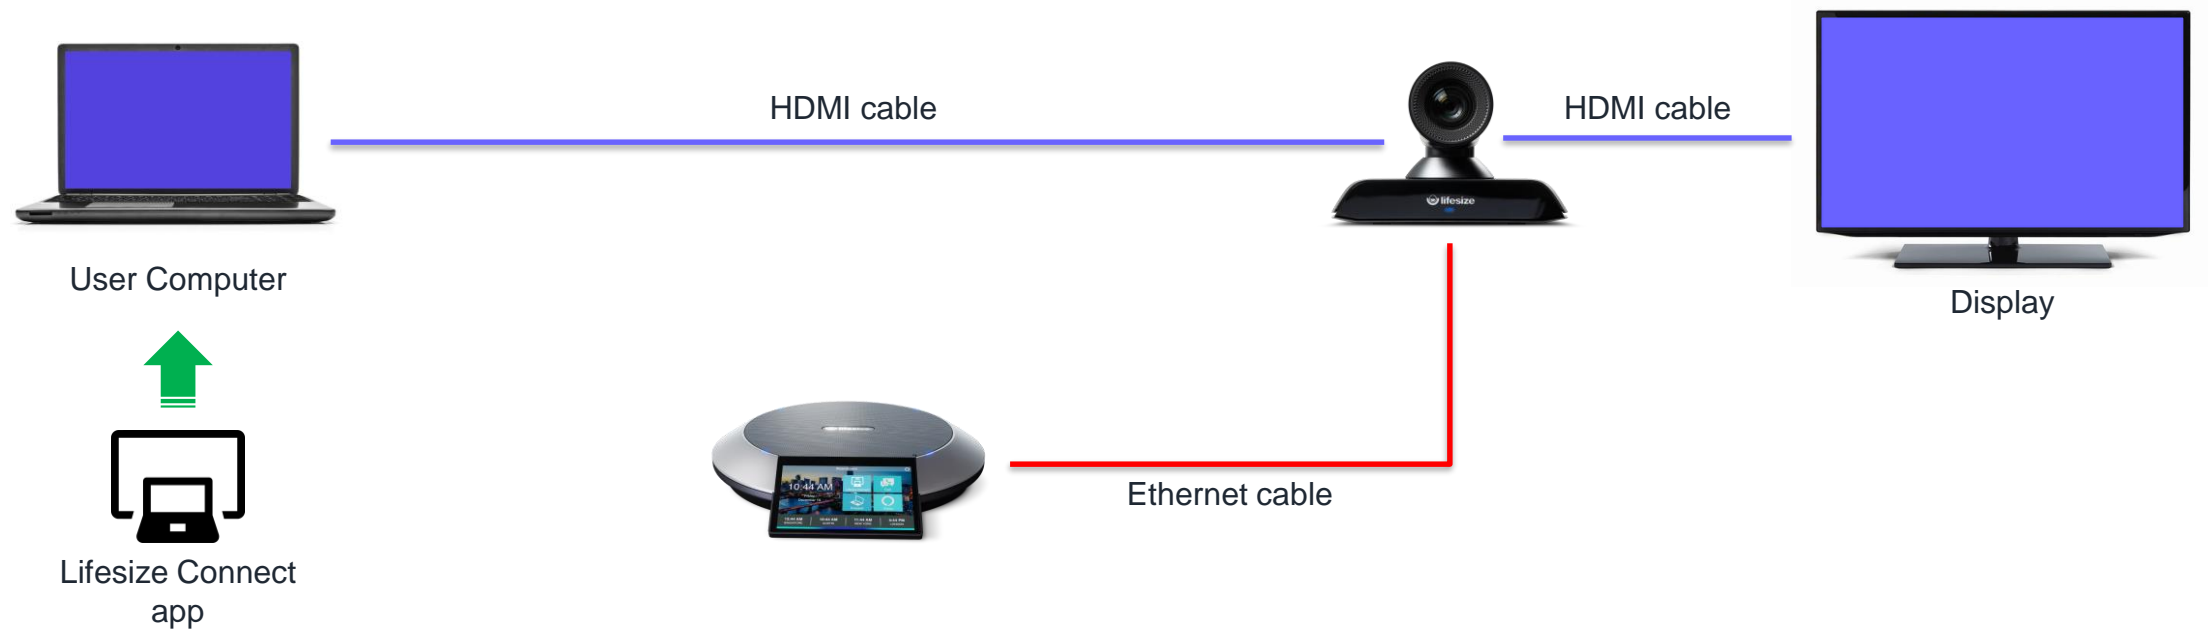 HDMI cable
HDMI cable
lifesize
User Computer
Display
10:44 AM
Ethernet cable
Lifesize Connect
app